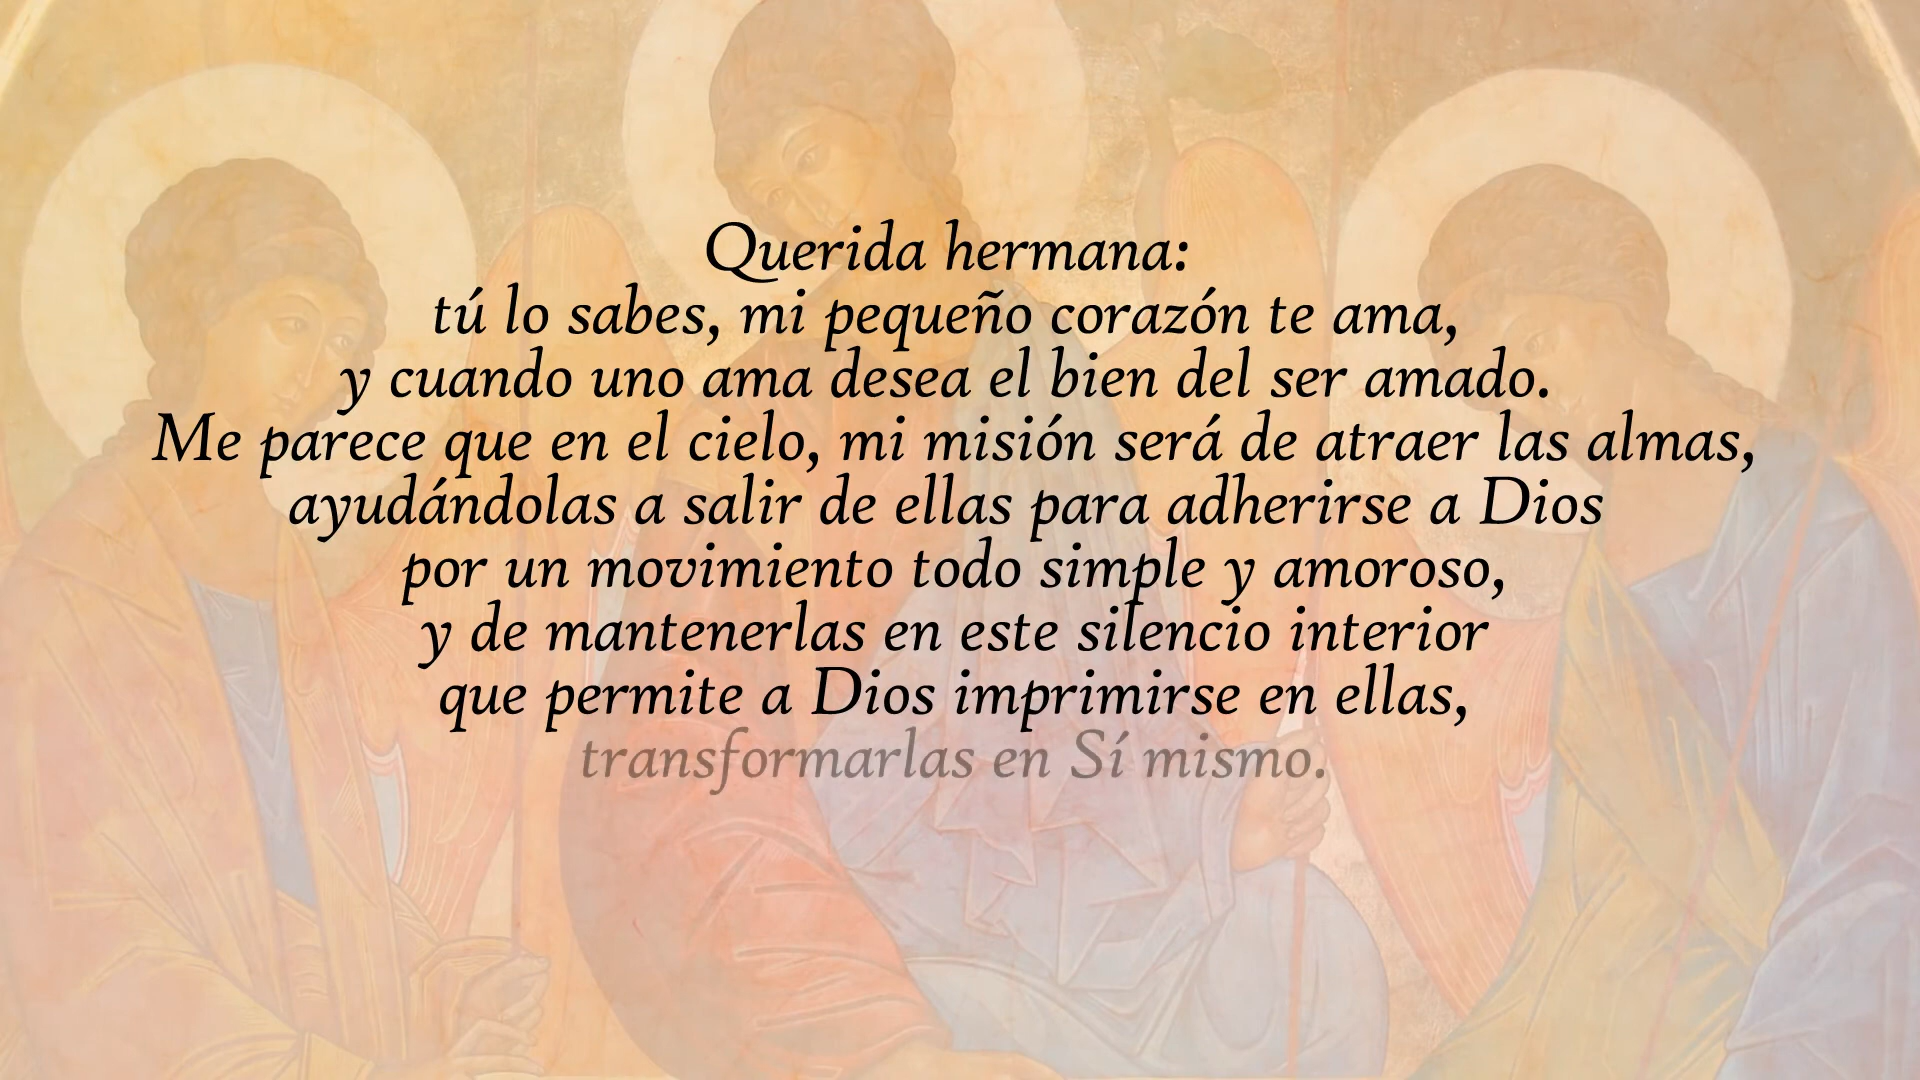 Querida hermana:
tú lo sabes, mi pequeño corazón te ama,
y cuando uno ama desea el bien del ser amado.
Me parece que en el cielo, mi misión será de atraer las almas,
ayudándolas a salir de ellas para adherirse a Dios
por un movimiento todo simple y amoroso,
y de mantenerlas en este silencio interior
que permite a Dios imprimirse en ellas,
transformarlas en Sí mismo.